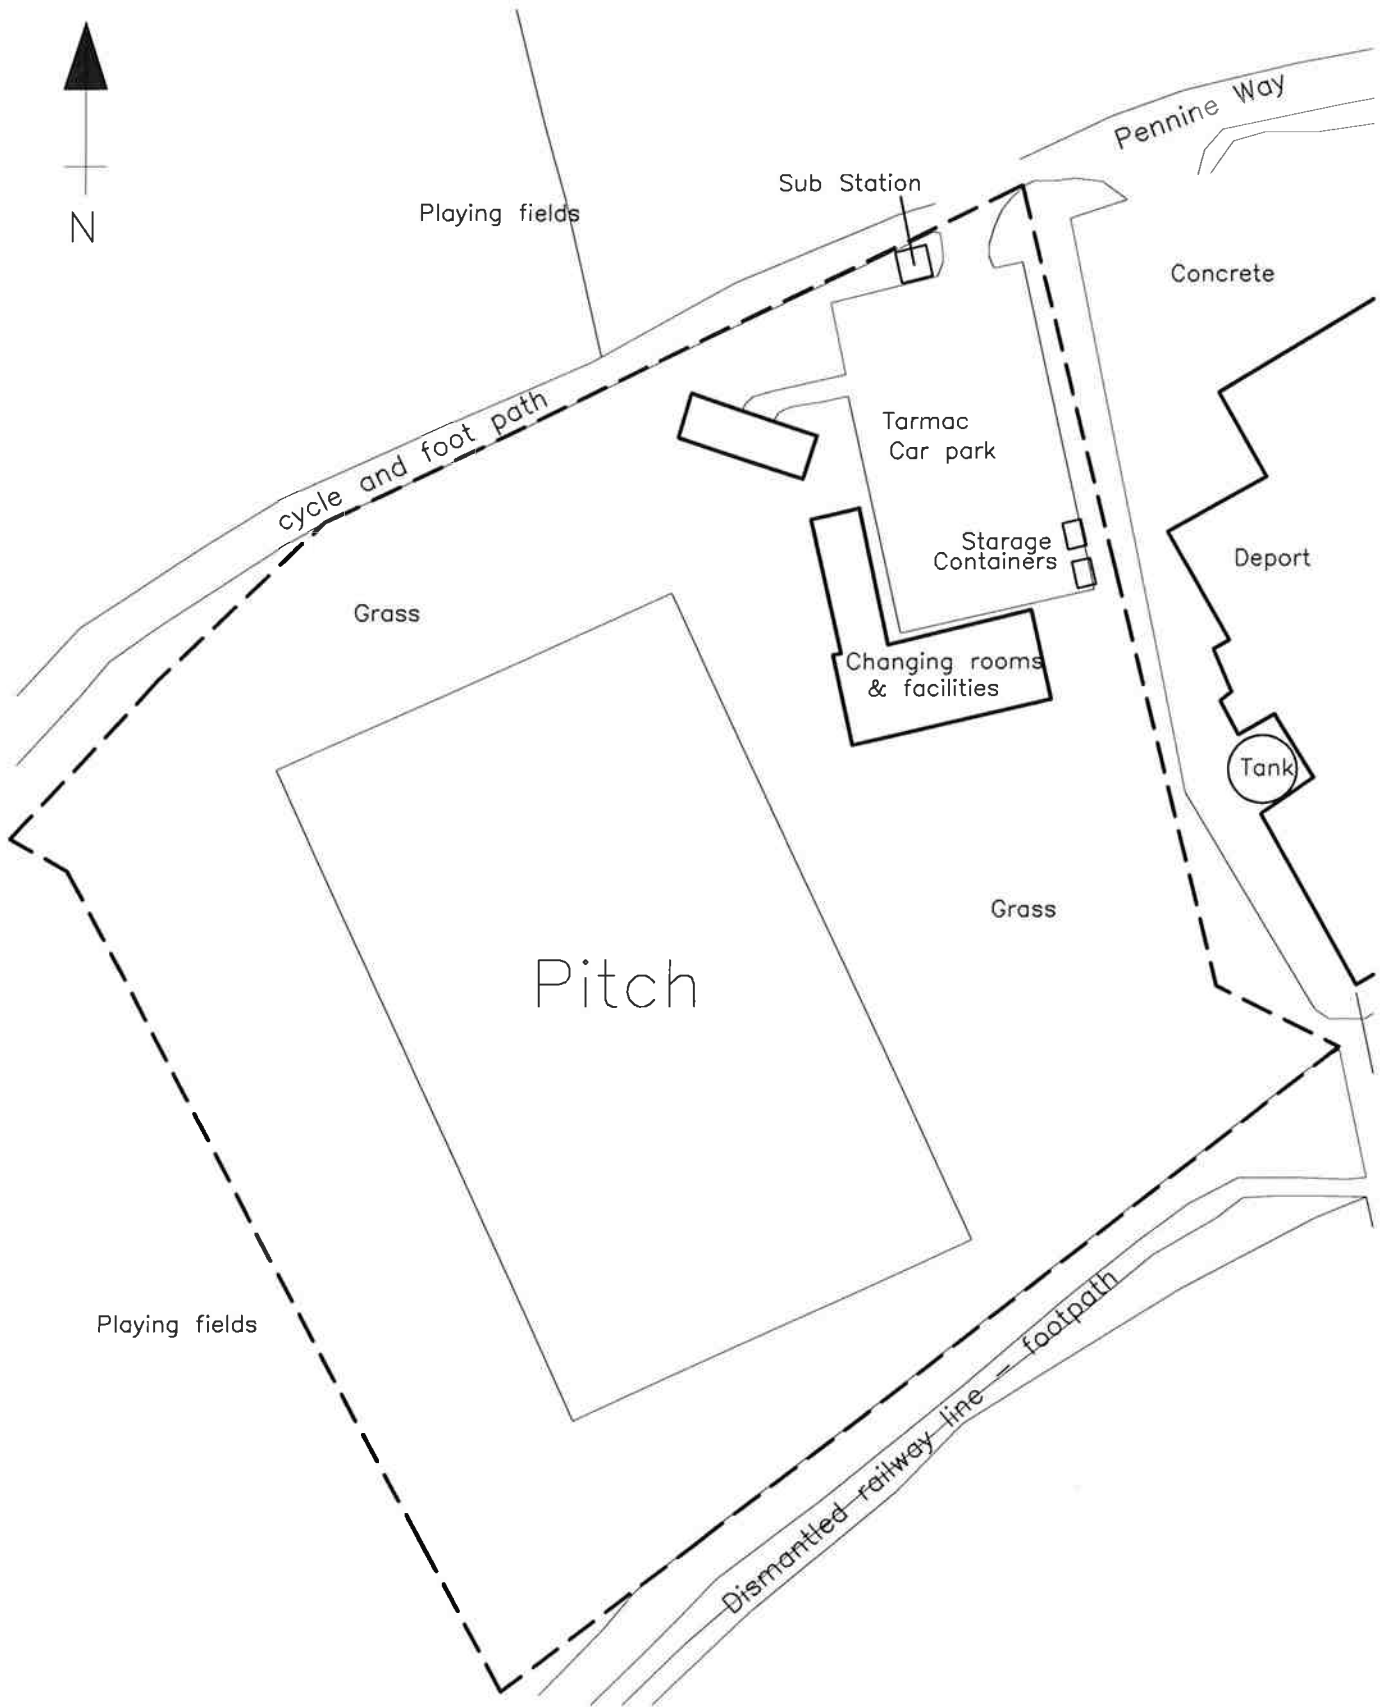 Pennine Way
Sub Station
Playing fields
N
Concrete
cycle and foot path
Tarmac
Car park
Starage
Containers
Deport
Grass
Changing rooms
& facilities
Tank
Grass
Pitch
Playing fields
Dismantled railway line - footpath